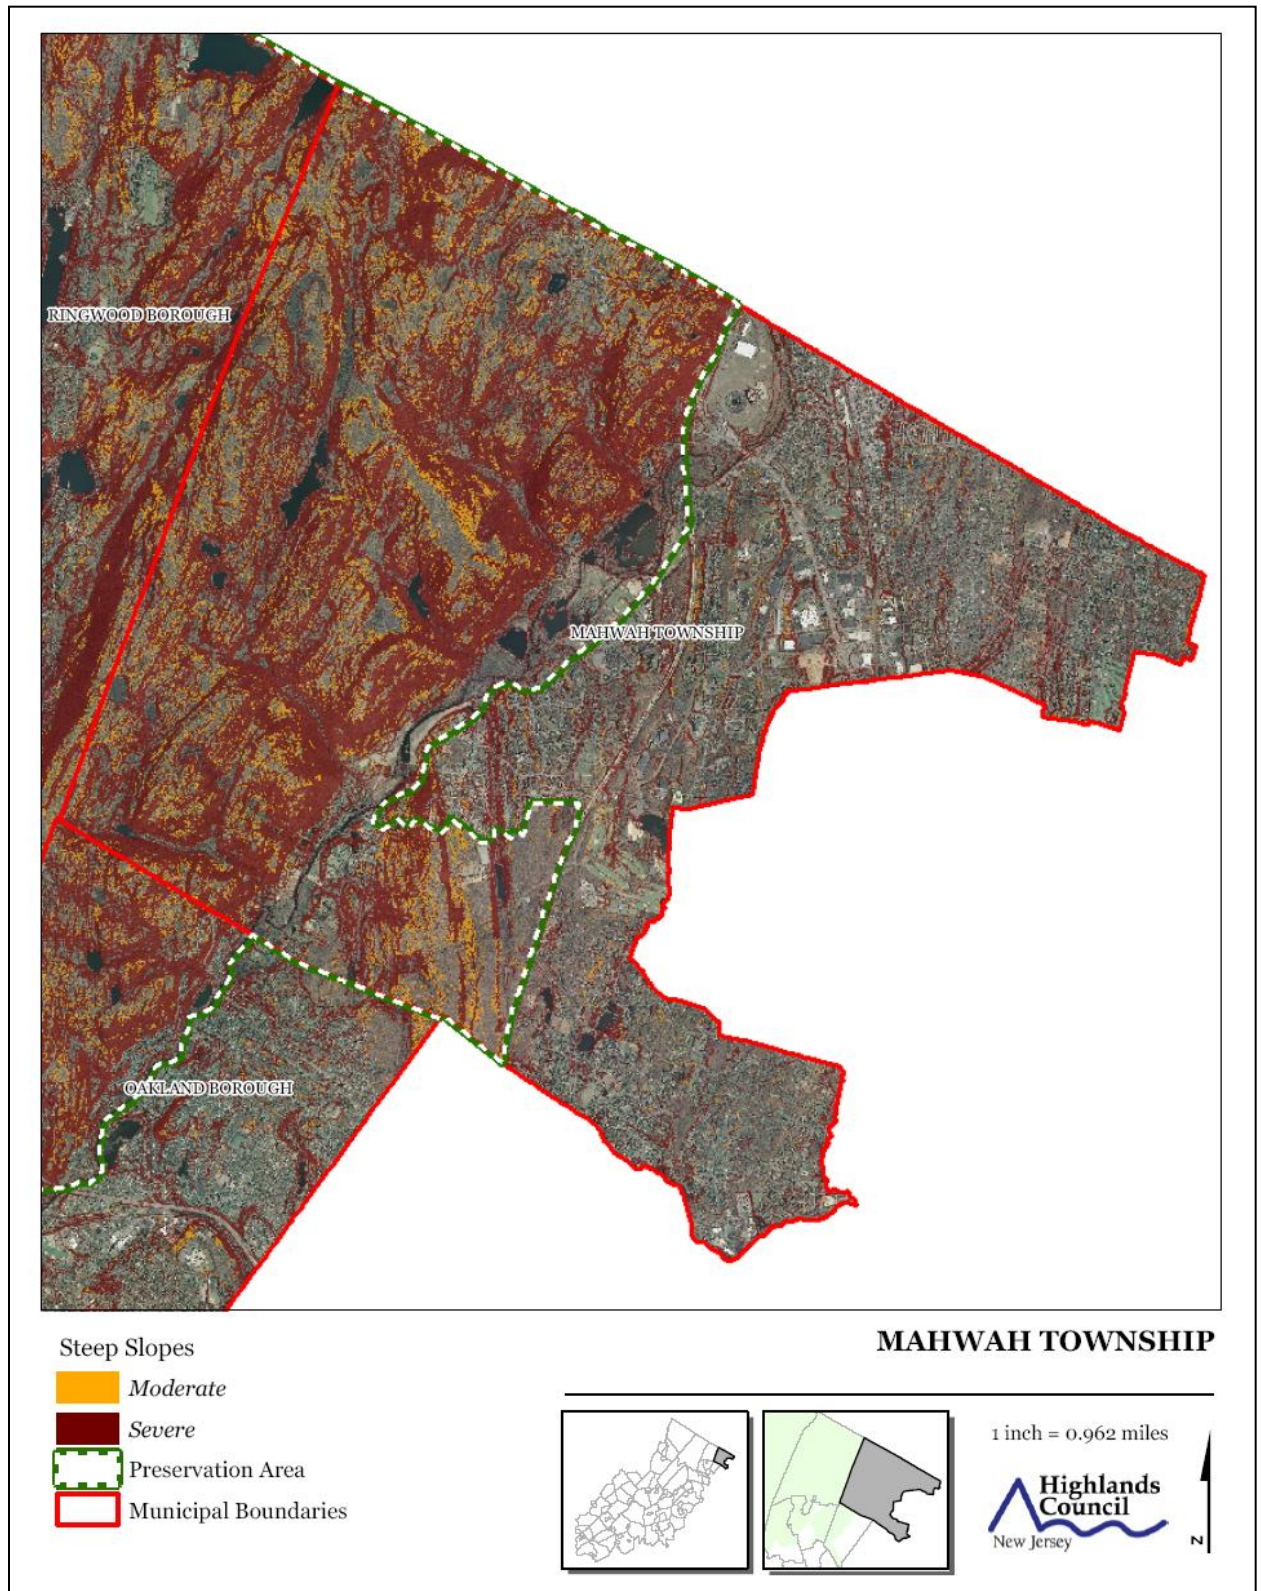 RINGWOOD BOROUGH
MAHWAH TOWNSHIP
OAKLAND BOROUGH
Steep Slopes
Moderate
Severe
Preservation Area
Municipal Boundaries
MAHWAH TOWNSHIP
1 inch = 0.962 miles
Highlands
Council
New Jersey
N